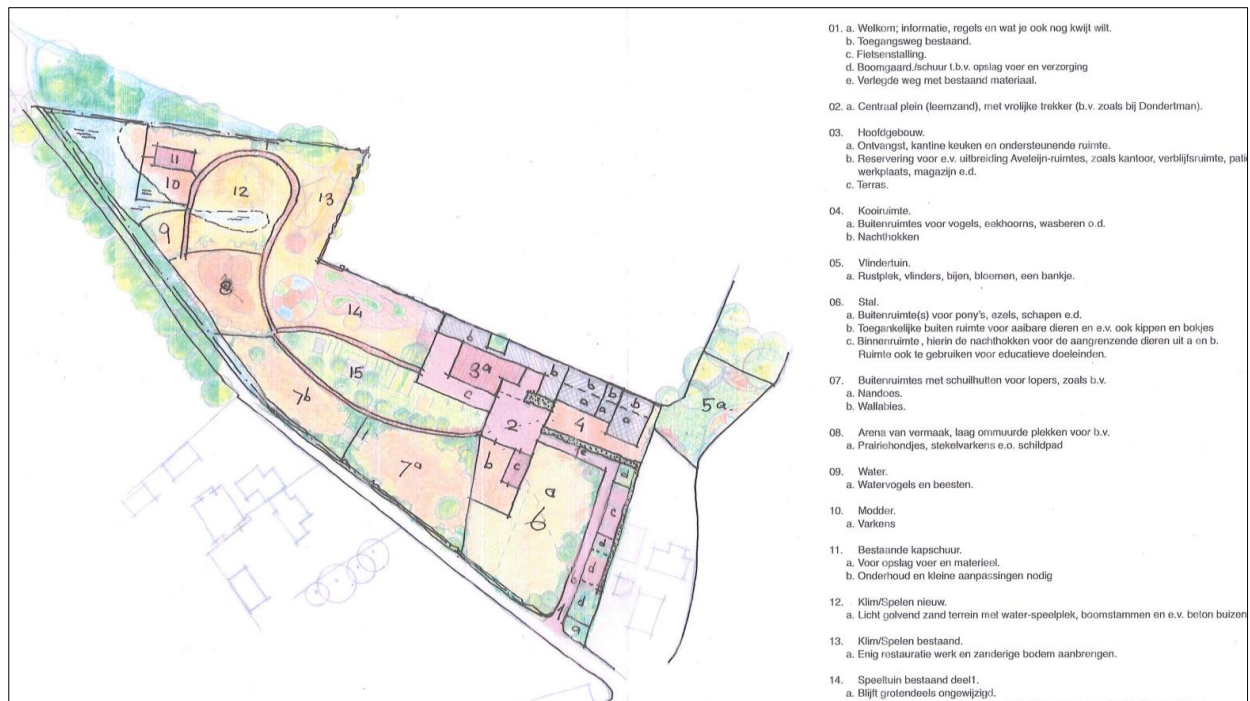 01. a. Welkom; informatie, regels en wat je ook nog kwijt wilt.
b. Toegangsweg bestaand.
c. Fietsenstalling.
d. Boomgaard./schuur t.b.v. opslag voer en verzorging
e. Verlegde weg met bestaand materiaal.
02. a. Centraal plein (leemzand), met vrolijke trekker (b.v. zoals bij Dondertman).
03. Hoofdgebouw.
a. Ontvangst, kantine keuken en ondersteunende ruimte.
b. Reservering voor e.v. uitbreiding Aveleijn-ruimtes, zoals kantoor, verblijfsruimte,
werkplaats, magazijn e.d.
c. Terras.
04. Kooiruimte.
a. Buitenruimtes voor vogels, eekhoorns, wasberen o.d.
b. Nachthokken
05. Vlindertuin.
a. Rustplek, vlinders, bijen, bloemen, een bankje.
06. Stal.
a. Buitenruimte(s) voor pony's, ezels, schapen e.d.
b. Toegankelijke buiten ruimte voor aaibare dieren en e.v. ook kippen en bokjes
c. Binnenruimte , hierin de nachthokken voor de aangrenzende dieren uit a en b.
Ruimte ook te gebruiken voor educatieve doeleinden.
07. Buitenruimtes met schuilhutten voor lopers, zoals b.v.
a. Nandoes.
b. Wallabies.
08. Arena van vermaak, laag ommuurde plekken voor b.v.
a. Prairiehondjes, stekelvarkens e.o. schildpad
09. Water.
a. Watervogels en beesten.
10. Modder.
a. Varkens
11. Bestaande kapschuur.
a. Voor opslag voer en materieel.
b. Onderhoud en kleine aanpassingen nodig
12. Klim/Spelen nieuw.
a. Licht golvend zand terrein met water-speelplek, boomstammen en e.v. beton buizen
13. Klim/Spelen bestaand.
a. Enig restauratie werk en zanderige bodem aanbrengen.
14. Speeltuin bestaand deel1.
a. Blijft grotendeels ongewijzigd.
11
10
12
13
9
8
14
b
15
3a
b
b
b
b
a
a
a
5a
7b
c
2
4
e
7a
b
c
a
6
d
c
d
d
d
1
a